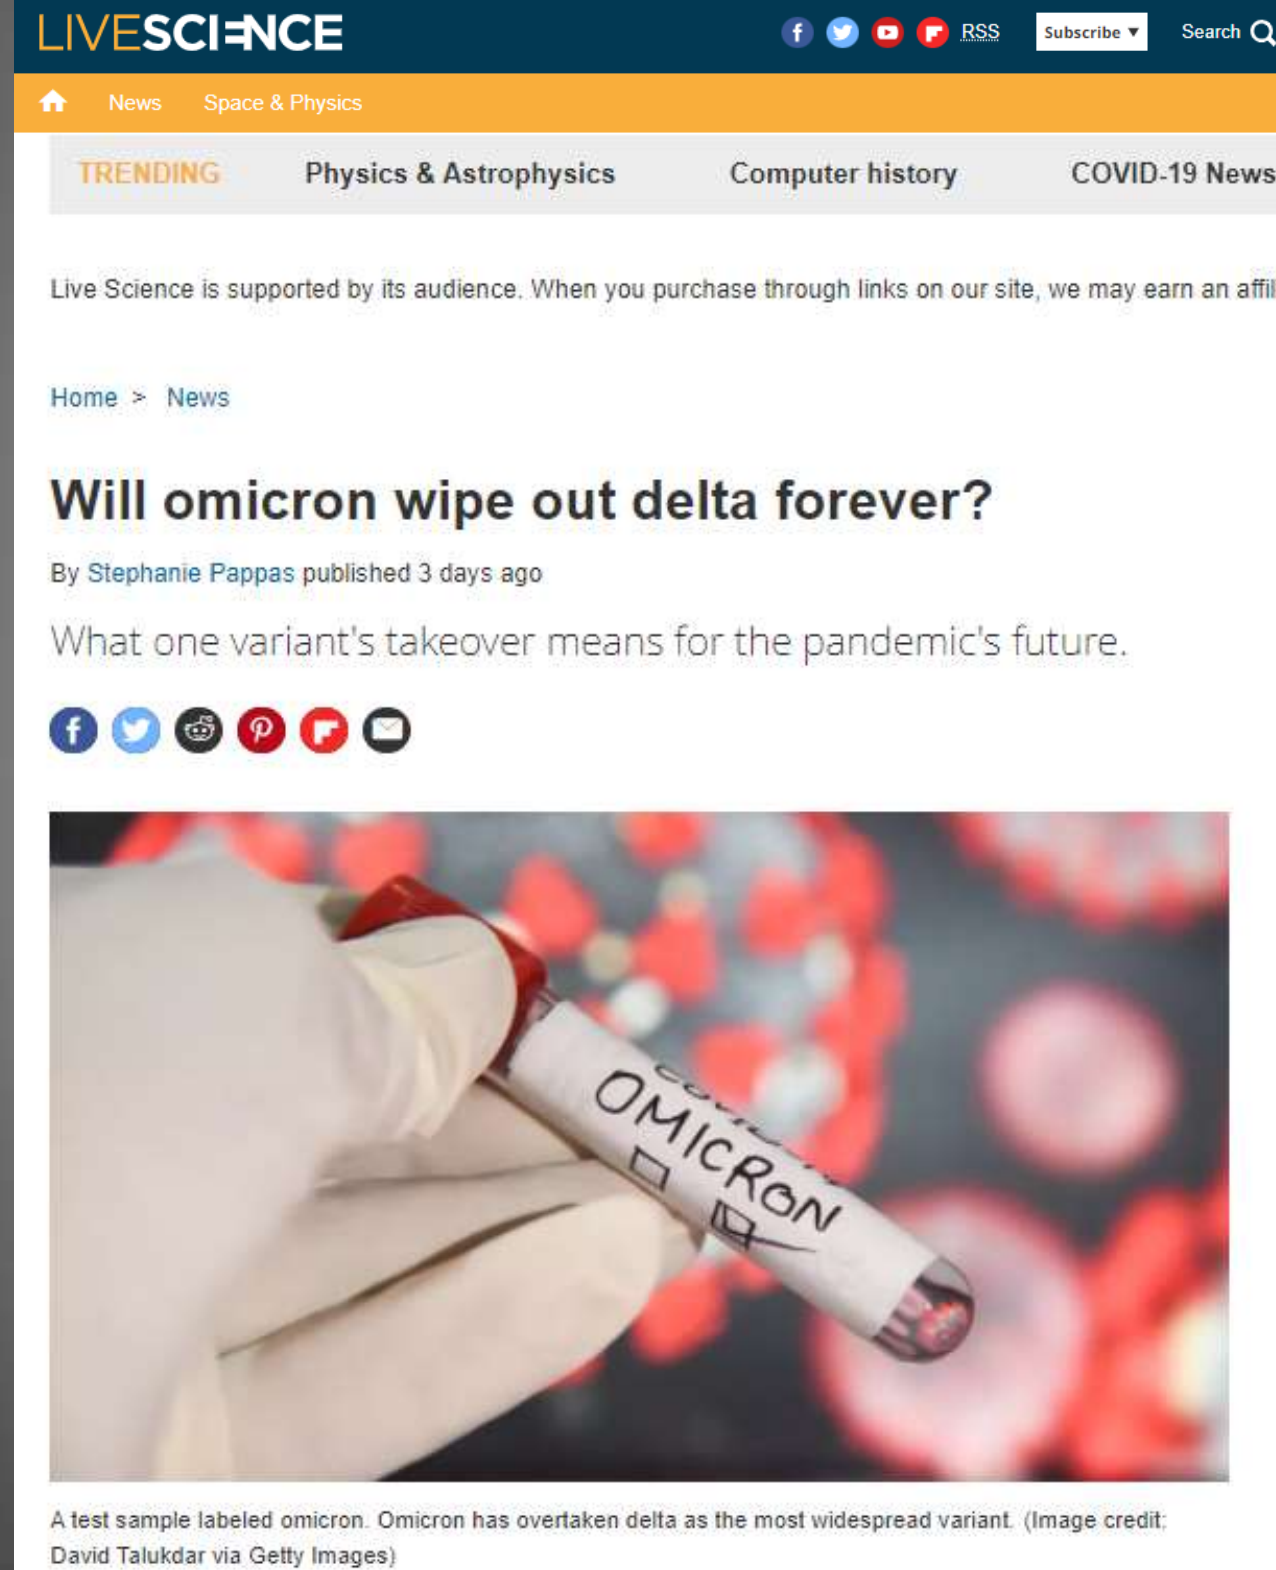 LIVESCIENCE
RSS
Subscribe ▼
Search
News Space & Physics
TRENDING Physics & Astrophysics Computer history COVID-19 News
Live Science is supported by its audience. When you purchase through links on our site, we may earn an affil
Home > News
Will omicron wipe out delta forever?
By Stephanie Pappas published 3 days ago
What one variant's takeover means for the pandemic's future.
OMICRON
A test sample labeled omicron. Omicron has overtaken delta as the most widespread variant. (Image credit:
David Talukdar via Getty Images)